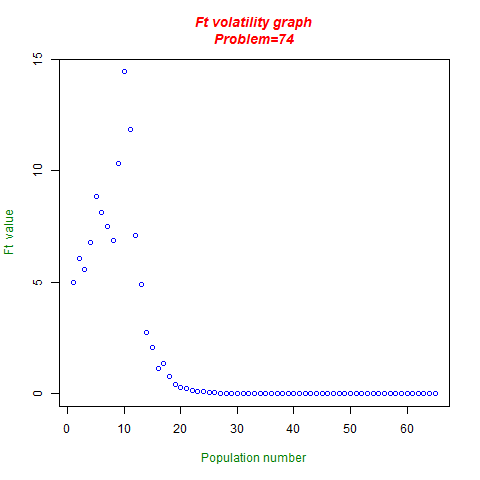 Ft volatility graph
Problem=74
15
10
5
0
Ft value
0 10 20 30 40 50 60
Population number